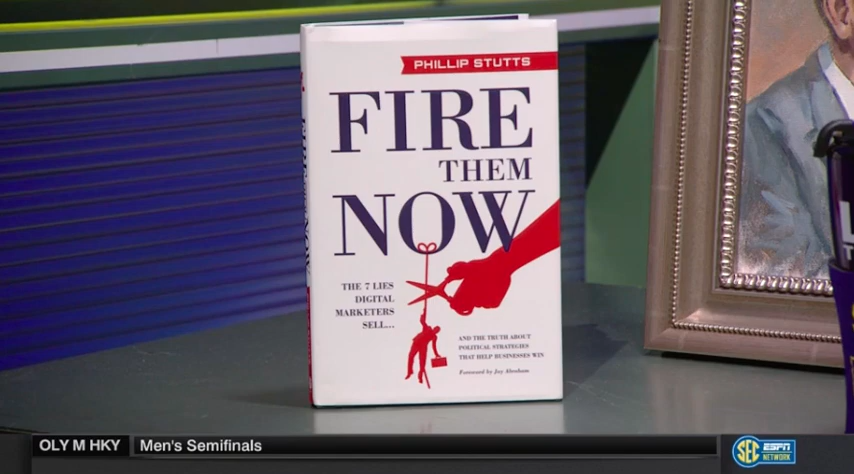 PHILLIP STUTTS
FIRE
THEM
NOW
THE 7 LIES
DIGITAL
MARKETERS
SELL...
AND THE TRUTH ABOUT
POLITICAL STRATEGIES
THAT HELP BUSINESSES WIN
Foreword by Jay Abraham
OLY M HKY
Men's Semifinals
SEC
ESPN
NETWORK